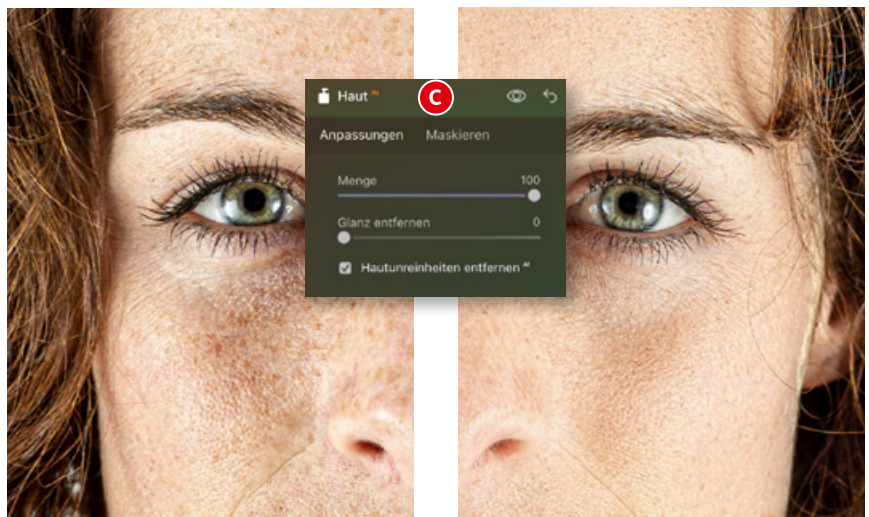 Haut AI
C
Anpassungen Maskieren
Menge 100
Glanz entfernen 0
Hautunreinheiten entfernen AI